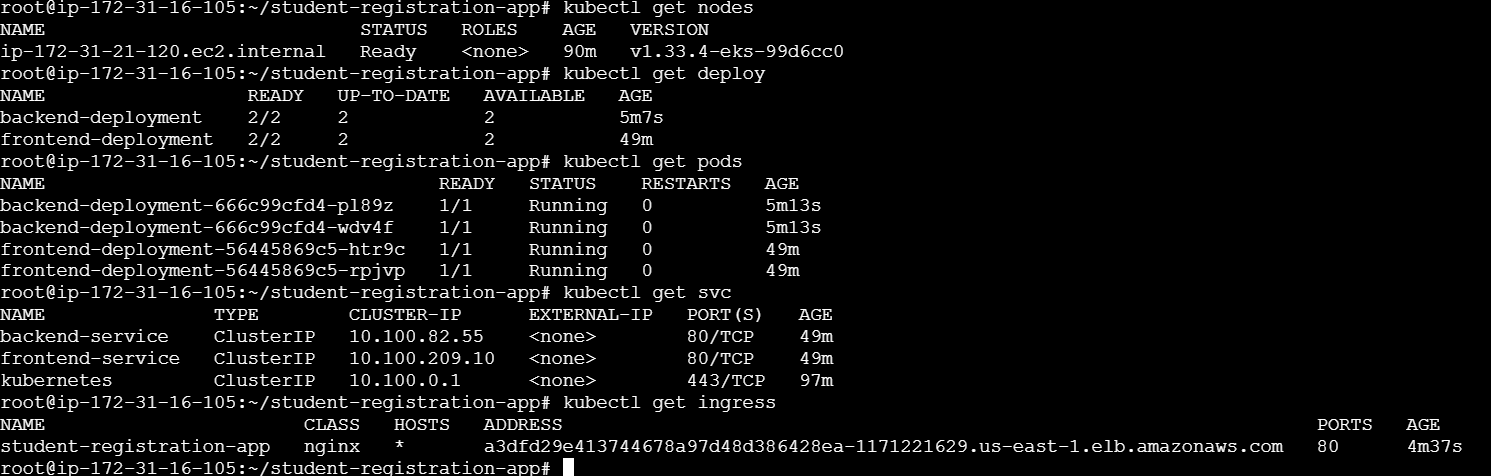 root@ip-172-31-16-105:~/student-registration-app# kubectl get nodes
NAME                            STATUS   ROLES    AGE   VERSION
ip-172-31-21-120.ec2.internal   Ready    <none>   90m   v1.33.4-eks-99d6cc0
root@ip-172-31-16-105:~/student-registration-app# kubectl get deploy
NAME                  READY   UP-TO-DATE   AVAILABLE   AGE
backend-deployment    2/2     2            2           5m7s
frontend-deployment   2/2     2            2           49m
root@ip-172-31-16-105:~/student-registration-app# kubectl get pods
NAME                                   READY   STATUS    RESTARTS   AGE
backend-deployment-666c99cfd4-pl89z    1/1     Running   0          5m13s
backend-deployment-666c99cfd4-wdv4f    1/1     Running   0          5m13s
frontend-deployment-56445869c5-htr9c   1/1     Running   0          49m
frontend-deployment-56445869c5-rpjvp   1/1     Running   0          49m
root@ip-172-31-16-105:~/student-registration-app# kubectl get svc
NAME               TYPE        CLUSTER-IP      EXTERNAL-IP   PORT(S)   AGE
backend-service    ClusterIP   10.100.82.55    <none>        80/TCP    49m
frontend-service   ClusterIP   10.100.209.10   <none>        80/TCP    49m
kubernetes         ClusterIP   10.100.0.1      <none>        443/TCP   97m
root@ip-172-31-16-105:~/student-registration-app# kubectl get ingress
NAME                       CLASS   HOSTS   ADDRESS                                                                   PORTS   AGE
student-registration-app   nginx   *       a3dfd29e413744678a97d48d386428ea-1171221629.us-east-1.elb.amazonaws.com   80      4m37s
root@ip-172-31-16-105:~/student-registration-app#